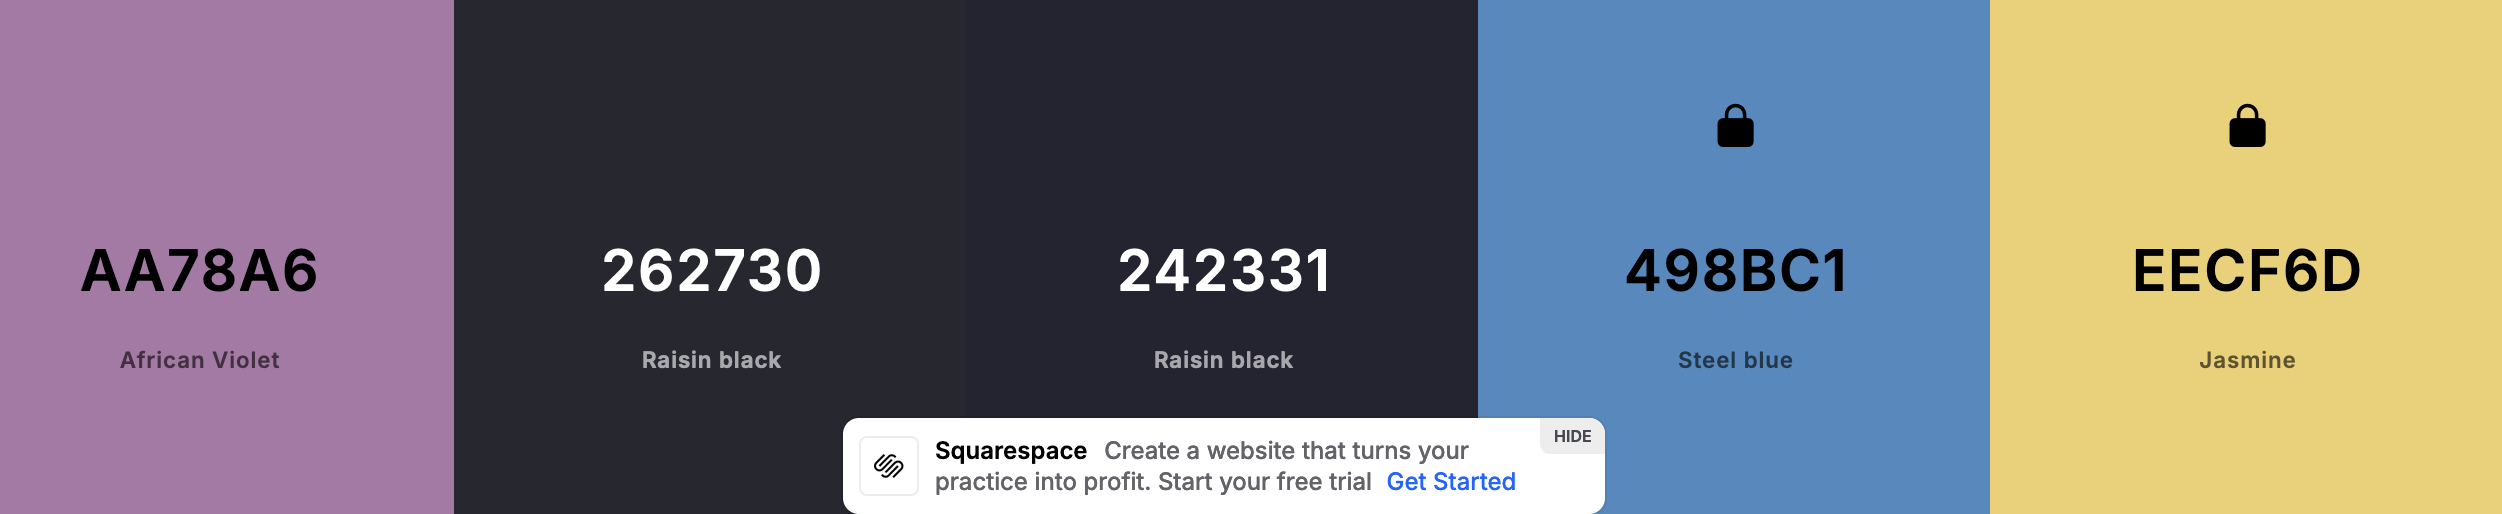 AA78A6
African Violet
262730
Raisin black
242331
Raisin black
498BC1
Steel blue
EECF6D
Jasmine
Squarespace Create a website that turns your
practice into profit. Start your free trial Get Started
HIDE